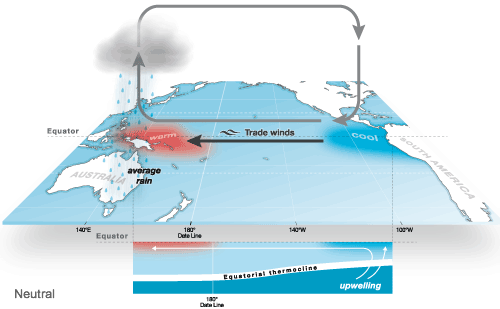 Equator
warm
Trade winds
cool
AUSTRALIA
SOUTH AMERICA
average
rain
140°E
180°
Date Line
140°W
100°W
Equator
Equatorial thermocline
upwelling
180°
Date Line
Neutral